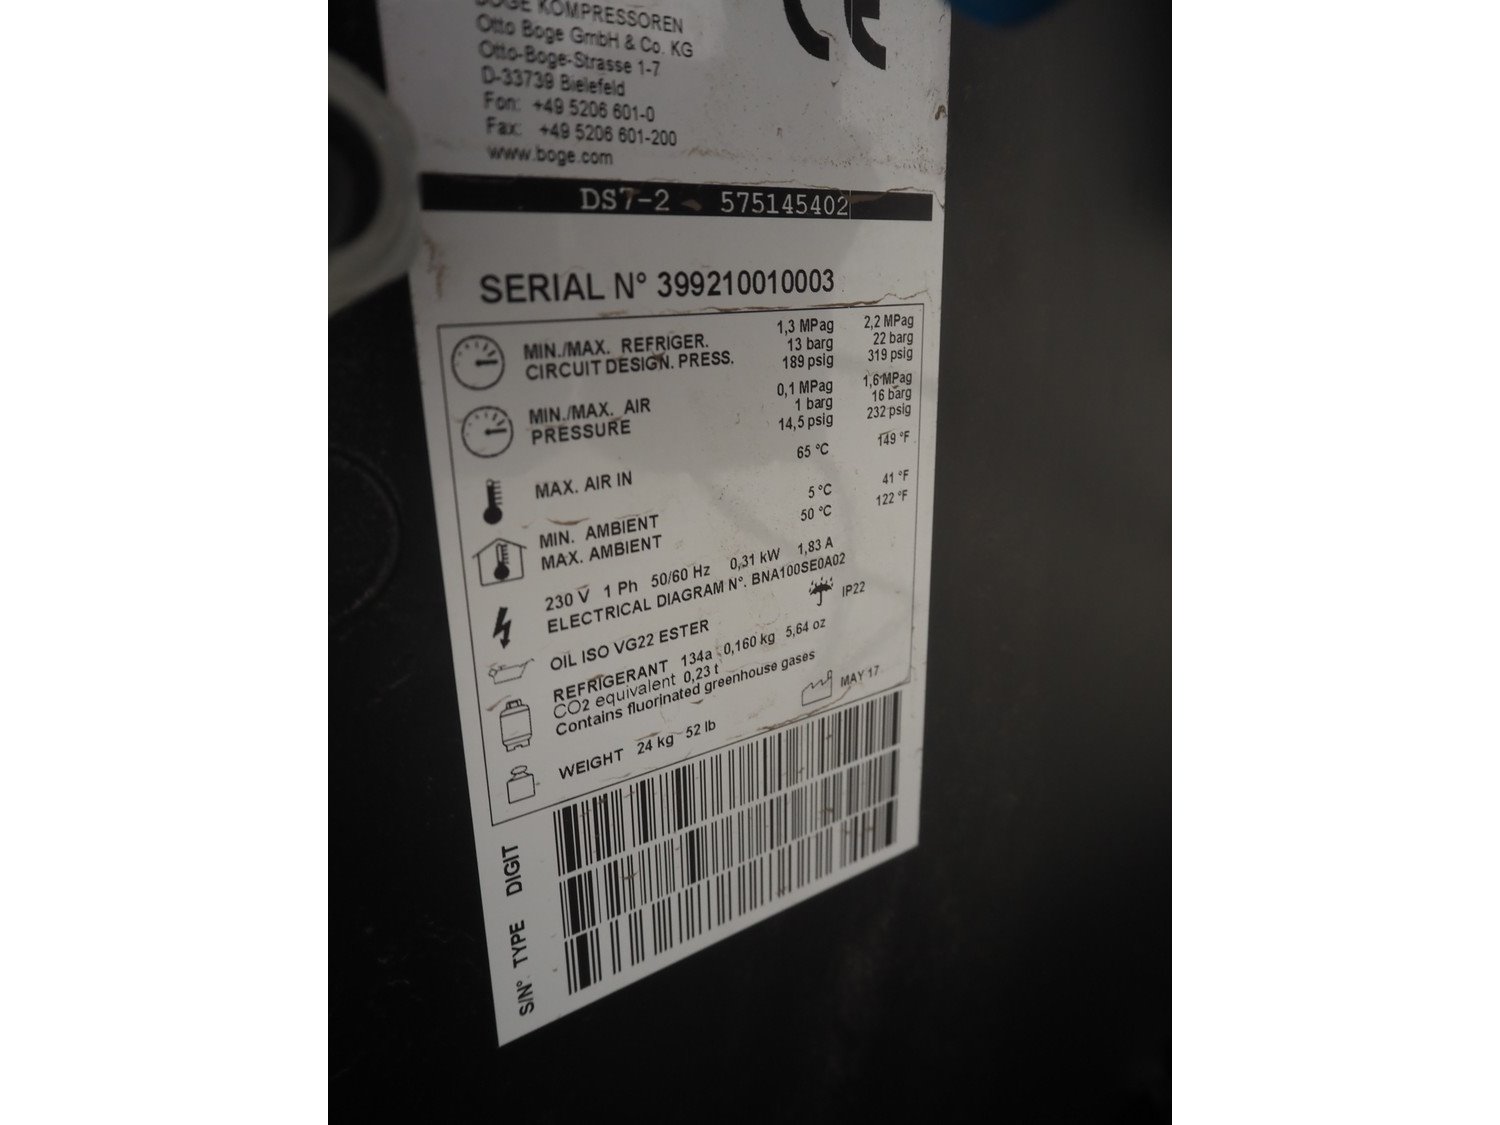 BOGE KOMPRESSOREN
Otto Boge GmbH & Co. KG
Otto-Boge-Strasse 1-7
D-33739 Bielefeld
Fon: +49 5206 601-0
Fax: +49 5206 601-200
www.boge.com
CE
DS7-2 575145402
SERIAL N° 399210010003
MIN./MAX. REFRIGER. CIRCUIT DESIGN. PRESS.
1,3 MPag 2,2 MPag
13 barg 22 barg
189 psig 319 psig
MIN./MAX. AIR PRESSURE
0,1 MPag 1,6 MPag
1 barg 16 barg
14,5 psig 232 psig
MAX. AIR IN 65 °C 149 °F
MIN. AMBIENT 5 °C 41 °F
MAX. AMBIENT 50 °C 122 °F
230 V 1 Ph 50/60 Hz 0,31 kW 1,83 A
ELECTRICAL DIAGRAM N°. BNA100SE0A02
IP22
OIL ISO VG22 ESTER
REFRIGERANT 134a 0,160 kg 5,64 oz
CO2 equivalent 0,23 t
Contains fluorinated greenhouse gases
MAY 17
WEIGHT 24 kg 52 lb
S/N° TYPE DIGIT